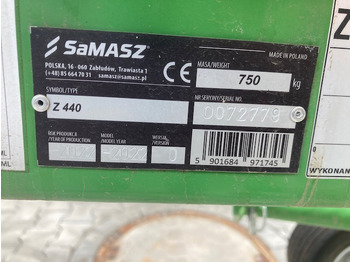 SaMASZ
POLSKA, 16 - 060 Zabłudów, Trawiasta 1
(+48) 85 664 70 31 samasz@samasz.pl
CE
MASA/WEIGHT
750 kg
MADE IN POLAND
SYMBOL/TYPE
Z 440
NR SERYJNY/SERIAL NO.
0072779
ROK PRODUKCJI
/YEAR OF PRODUCTION
MODEL
/MODEL YEAR
WERSJA
/VERSION
5 901684 971745
Z
WYKONAN
ML